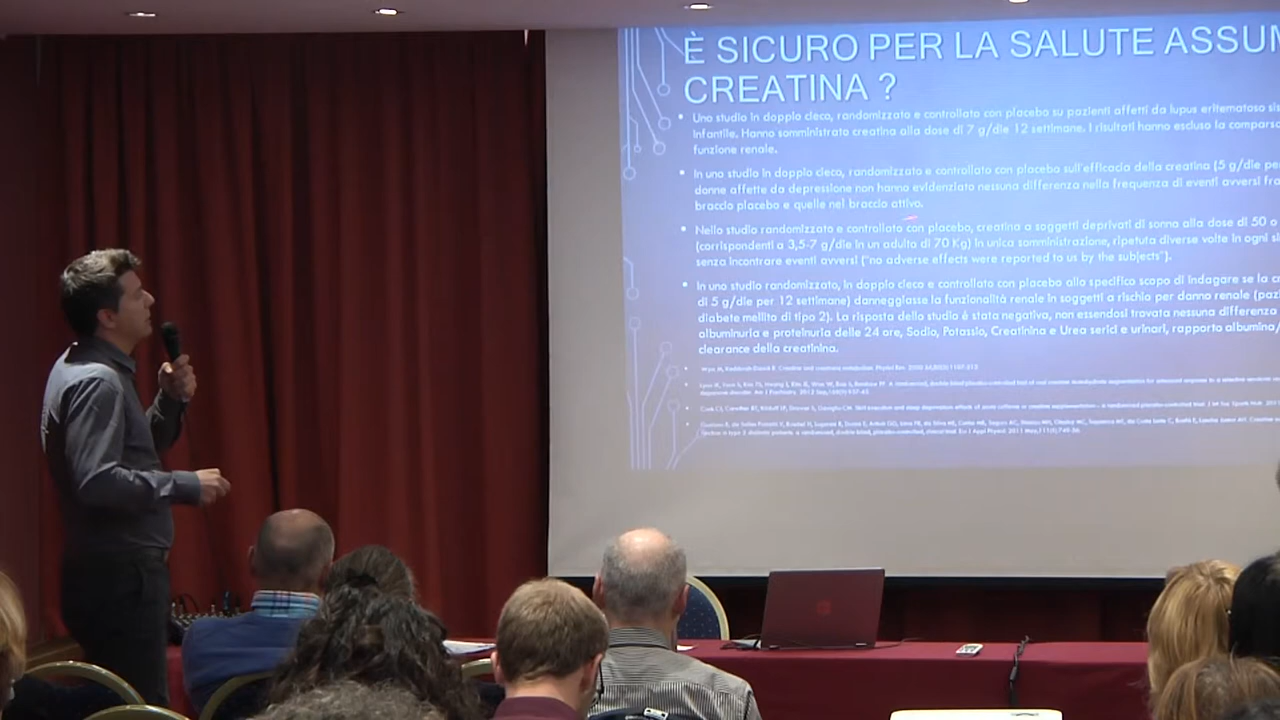 È SICURO PER LA SALUTE ASSUM
CREATINA ?
Uno studio in doppio cieco, randomizzato e controllato con placebo su pazienti affetti da lupus eritematoso sis
infantile. Hanno somministrato creatina alla dose di 7 g/die 12 settimane. I risultati hanno escluso la comparsa
funzione renale.
In uno studio in doppio cieco, randomizzato e controllato con placebo sull'efficacia della creatina (5 g/die pe
donne affette da depressione non hanno evidenziato nessuna differenza nella frequenza di eventi avversi fra
braccio placebo e quelle nel braccio attivo.
Nello studio randomizzato e controllato con placebo, creatina a soggetti deprivati di sonno alla dose di 50 o
(corrispondenti a 3,5-7 g/die in un adulto di 70 Kg) in unica somministrazione, ripetuta diverse volte in ogni si
senza incontrare eventi avversi ("no adverse effects were reported to us by the subjects").
In uno studio randomizzato, in doppio cieco e controllato con placebo allo specifico scopo di indagare se la cr
di 5 g/die per 12 settimane) danneggiasse la funzionalità renale in soggetti a rischio per danno renale (paz
diabete mellito di tipo 2). La risposta dello studio è stata negativa, non essendosi trovata nessuna differenza
albuminuria e proteinuria delle 24 ore, Sodio, Potassio, Creatinina e Urea serici e urinari, rapporto albumina/
clearance della creatinina.